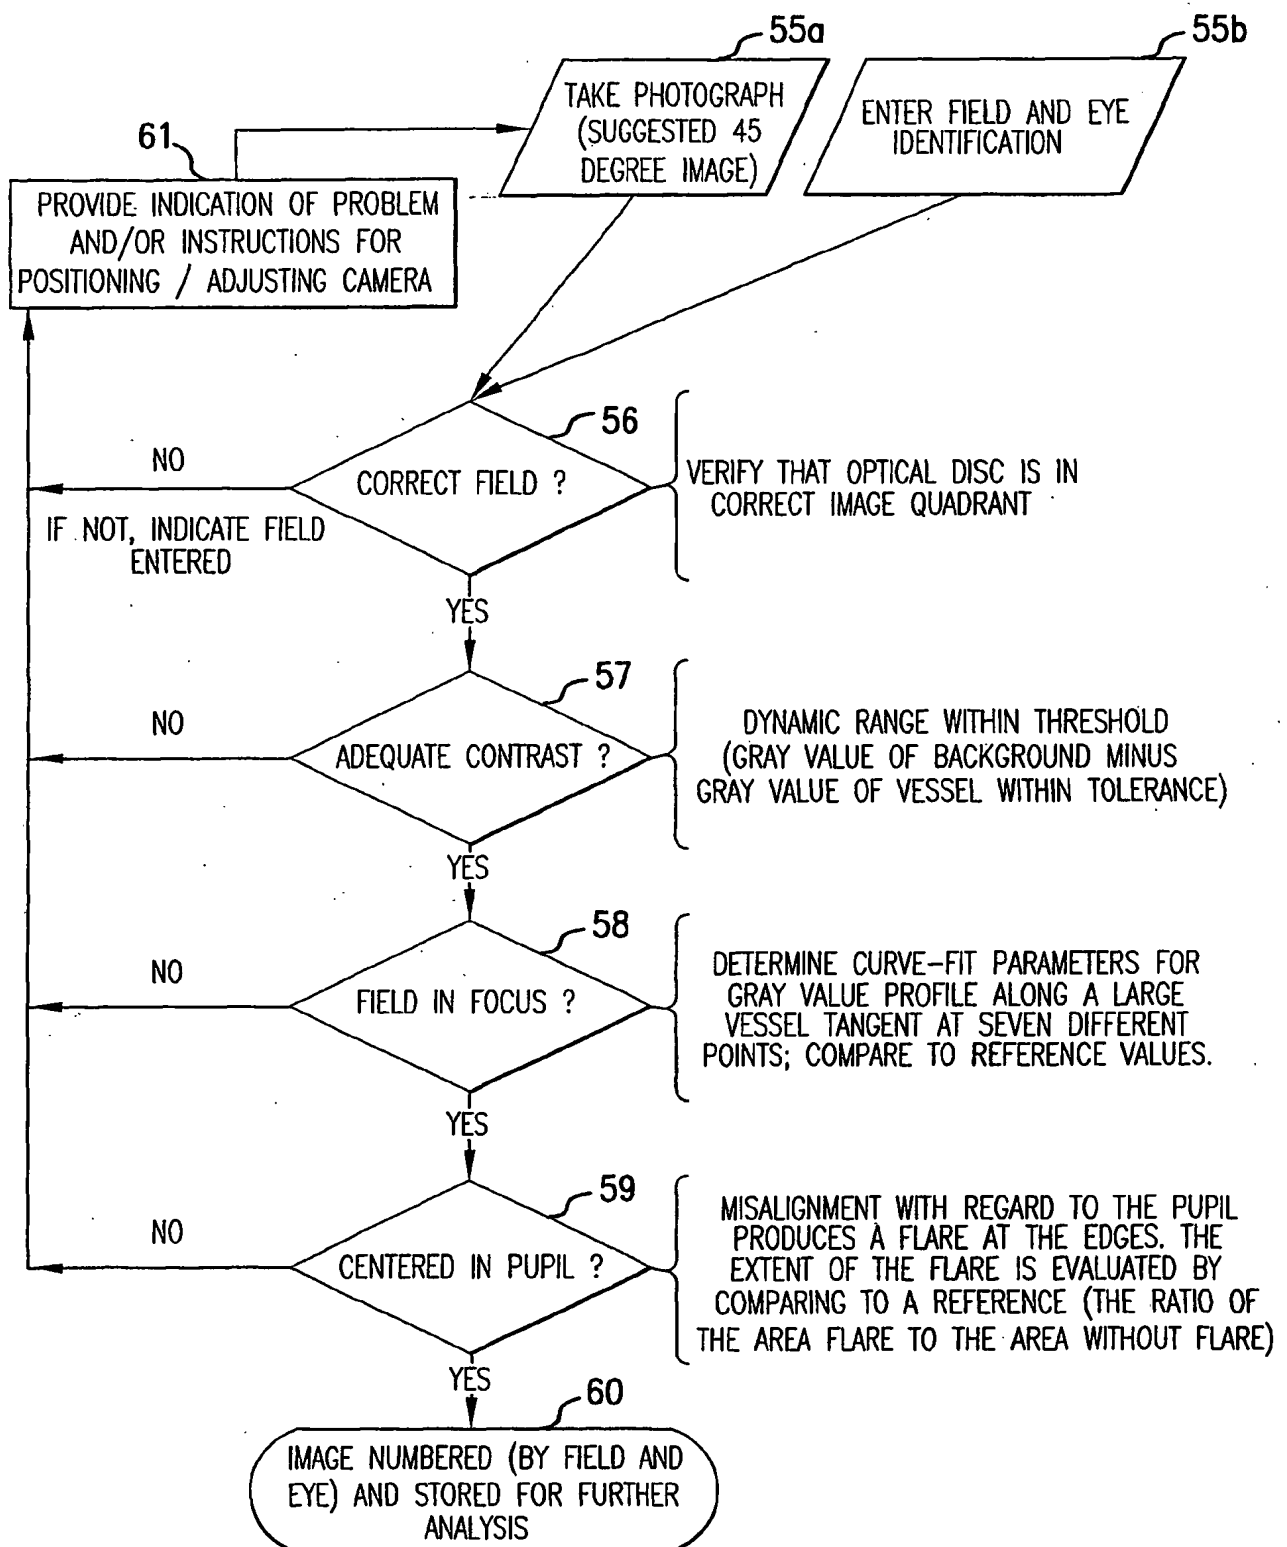 55a
55b
TAKE PHOTOGRAPH
(SUGGESTED 45
DEGREE IMAGE)
ENTER FIELD AND EYE
IDENTIFICATION
61
PROVIDE INDICATION OF PROBLEM
AND/OR INSTRUCTIONS FOR
POSITIONING / ADJUSTING CAMERA
56
NO
CORRECT FIELD ?
IF NOT, INDICATE FIELD
ENTERED
VERIFY THAT OPTICAL DISC IS IN
CORRECT IMAGE QUADRANT
YES
57
NO
ADEQUATE CONTRAST ?
DYNAMIC RANGE WITHIN THRESHOLD
(GRAY VALUE OF BACKGROUND MINUS
GRAY VALUE OF VESSEL WITHIN TOLERANCE)
YES
58
NO
FIELD IN FOCUS ?
DETERMINE CURVE-FIT PARAMETERS FOR
GRAY VALUE PROFILE ALONG A LARGE
VESSEL TANGENT AT SEVEN DIFFERENT
POINTS; COMPARE TO REFERENCE VALUES.
YES
59
NO
CENTERED IN PUPIL ?
MISALIGNMENT WITH REGARD TO THE PUPIL
PRODUCES A FLARE AT THE EDGES. THE
EXTENT OF THE FLARE IS EVALUATED BY
COMPARING TO A REFERENCE (THE RATIO OF
THE AREA FLARE TO THE AREA WITHOUT FLARE)
YES
60
IMAGE NUMBERED (BY FIELD AND
EYE) AND STORED FOR FURTHER
ANALYSIS